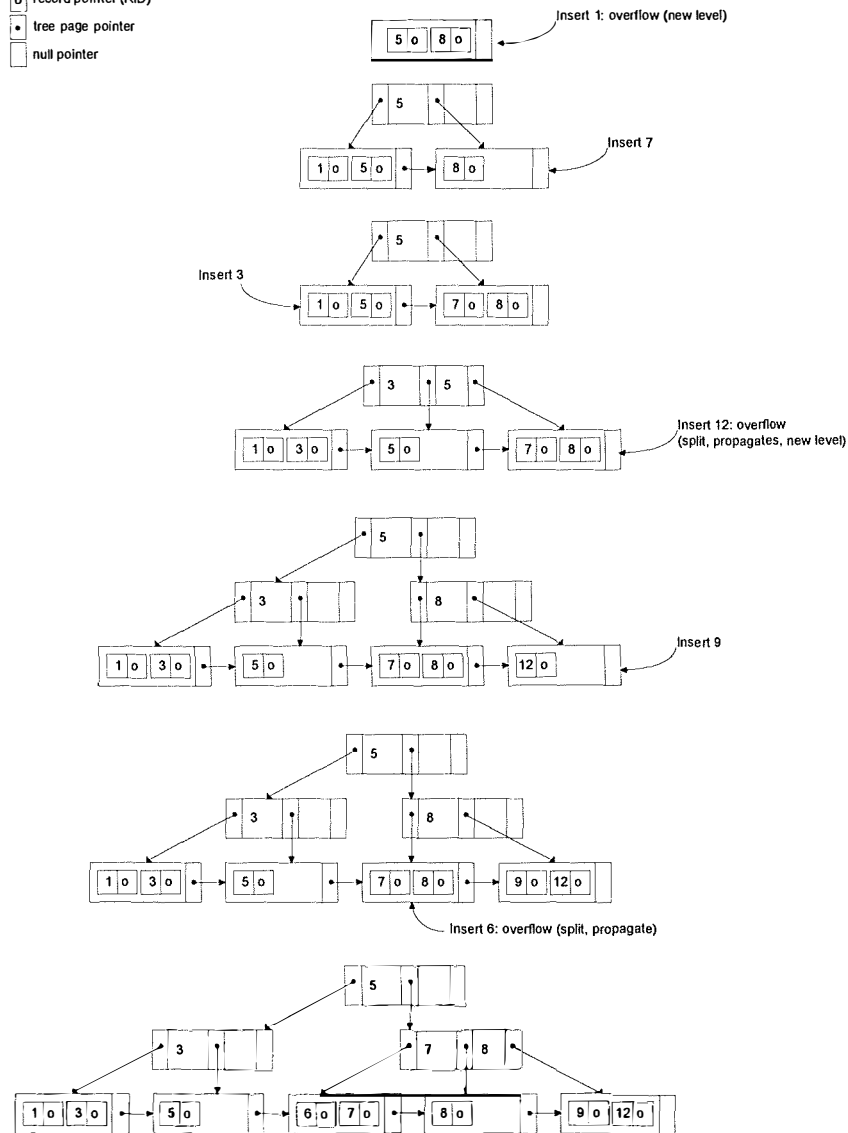 o record pointer (RID)
• tree page pointer
null pointer
Insert 1: overflow (new level)
5 o 8 o
5
1 o 5 o 8 o
Insert 7
5
Insert 3
1 o 5 o 7 o 8 o
3 5
1 o 3 o 5 o 7 o 8 o
Insert 12: overflow
(split, propagates, new level)
5
3 8
1 o 3 o 5 o 7 o 8 o 12 o
Insert 9
5
3 8
1 o 3 o 5 o 7 o 8 o 9 o 12 o
Insert 6: overflow (split, propagate)
5
3 7 8
1 o 3 o 5 o 6 o 7 o 8 o 9 o 12 o